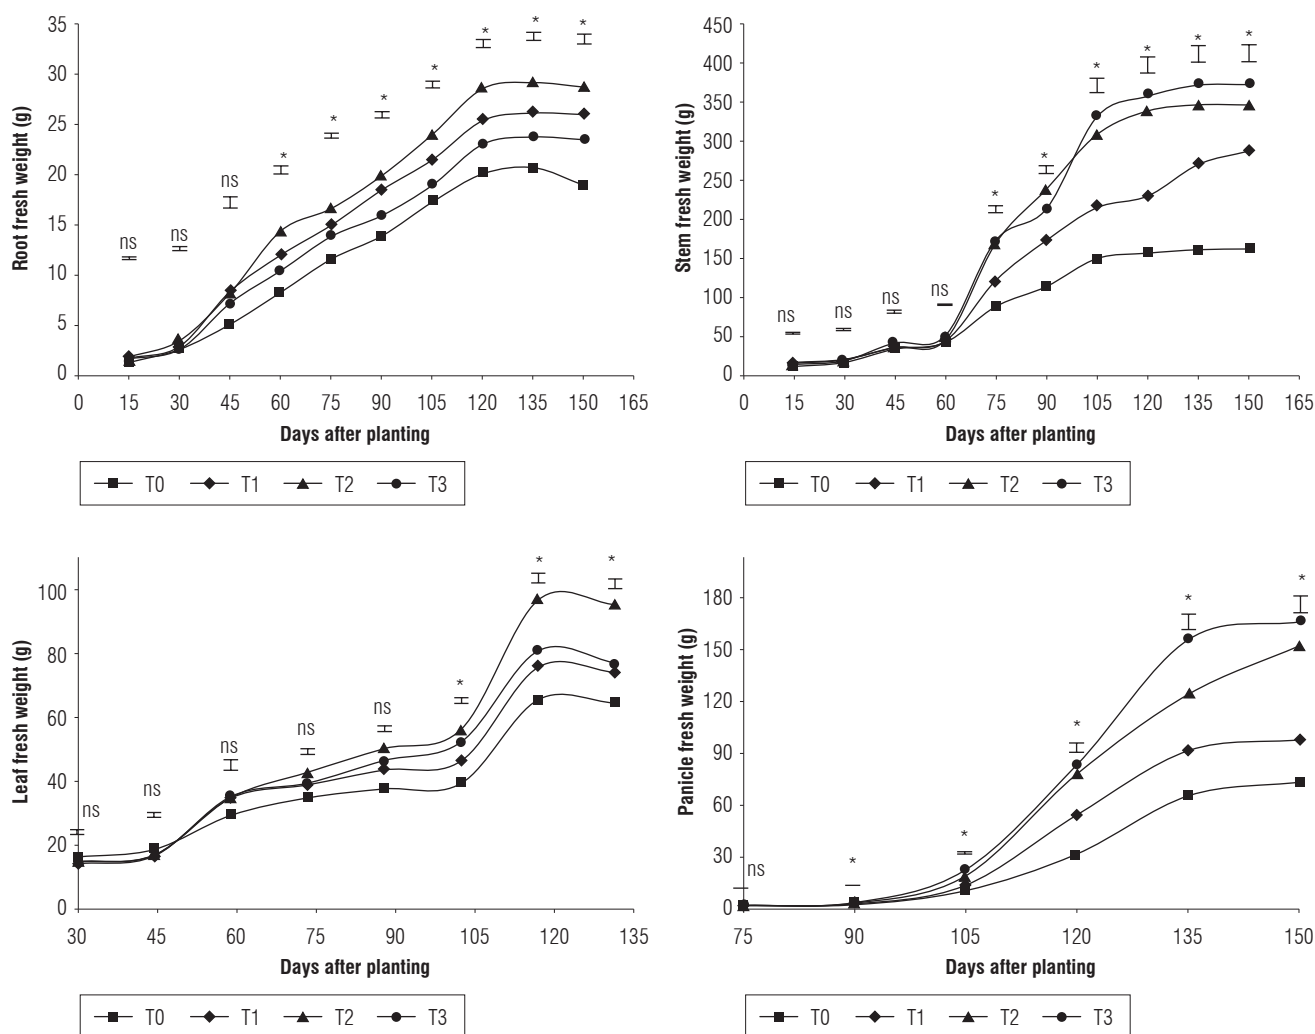 35
30
25
20
15
10
5
0
Root fresh weight (g)
ns
ns
ns
*
*
*
*
*
*
*
0 15 30 45 60 75 90 105 120 135 150 165
Days after planting
T0 T1 T2 T3
450
400
350
300
250
200
150
100
50
0
Stem fresh weight (g)
ns
ns
ns
ns
*
*
*
*
*
*
0 15 30 45 60 75 90 105 120 135 150 165
Days after planting
T0 T1 T2 T3
100
80
60
40
20
0
Leaf fresh weight (g)
ns
ns
ns
ns
ns
*
*
*
30 45 60 75 90 105 120 135
Days after planting
T0 T1 T2 T3
180
150
120
90
60
30
0
Panicle fresh weight (g)
ns
*
*
*
*
*
75 90 105 120 135 150
Days after planting
T0 T1 T2 T3